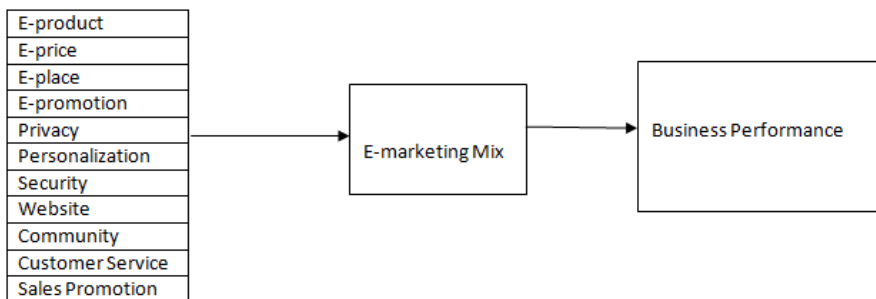 E-product
E-price
E-place
E-promotion
Privacy
Personalization
Security
Website
Community
Customer Service
Sales Promotion
E-marketing Mix
Business Performance